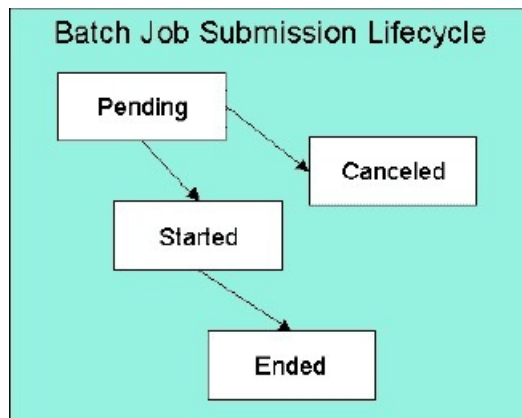 Batch Job Submission Lifecycle
Pending
Canceled
Started
Ended